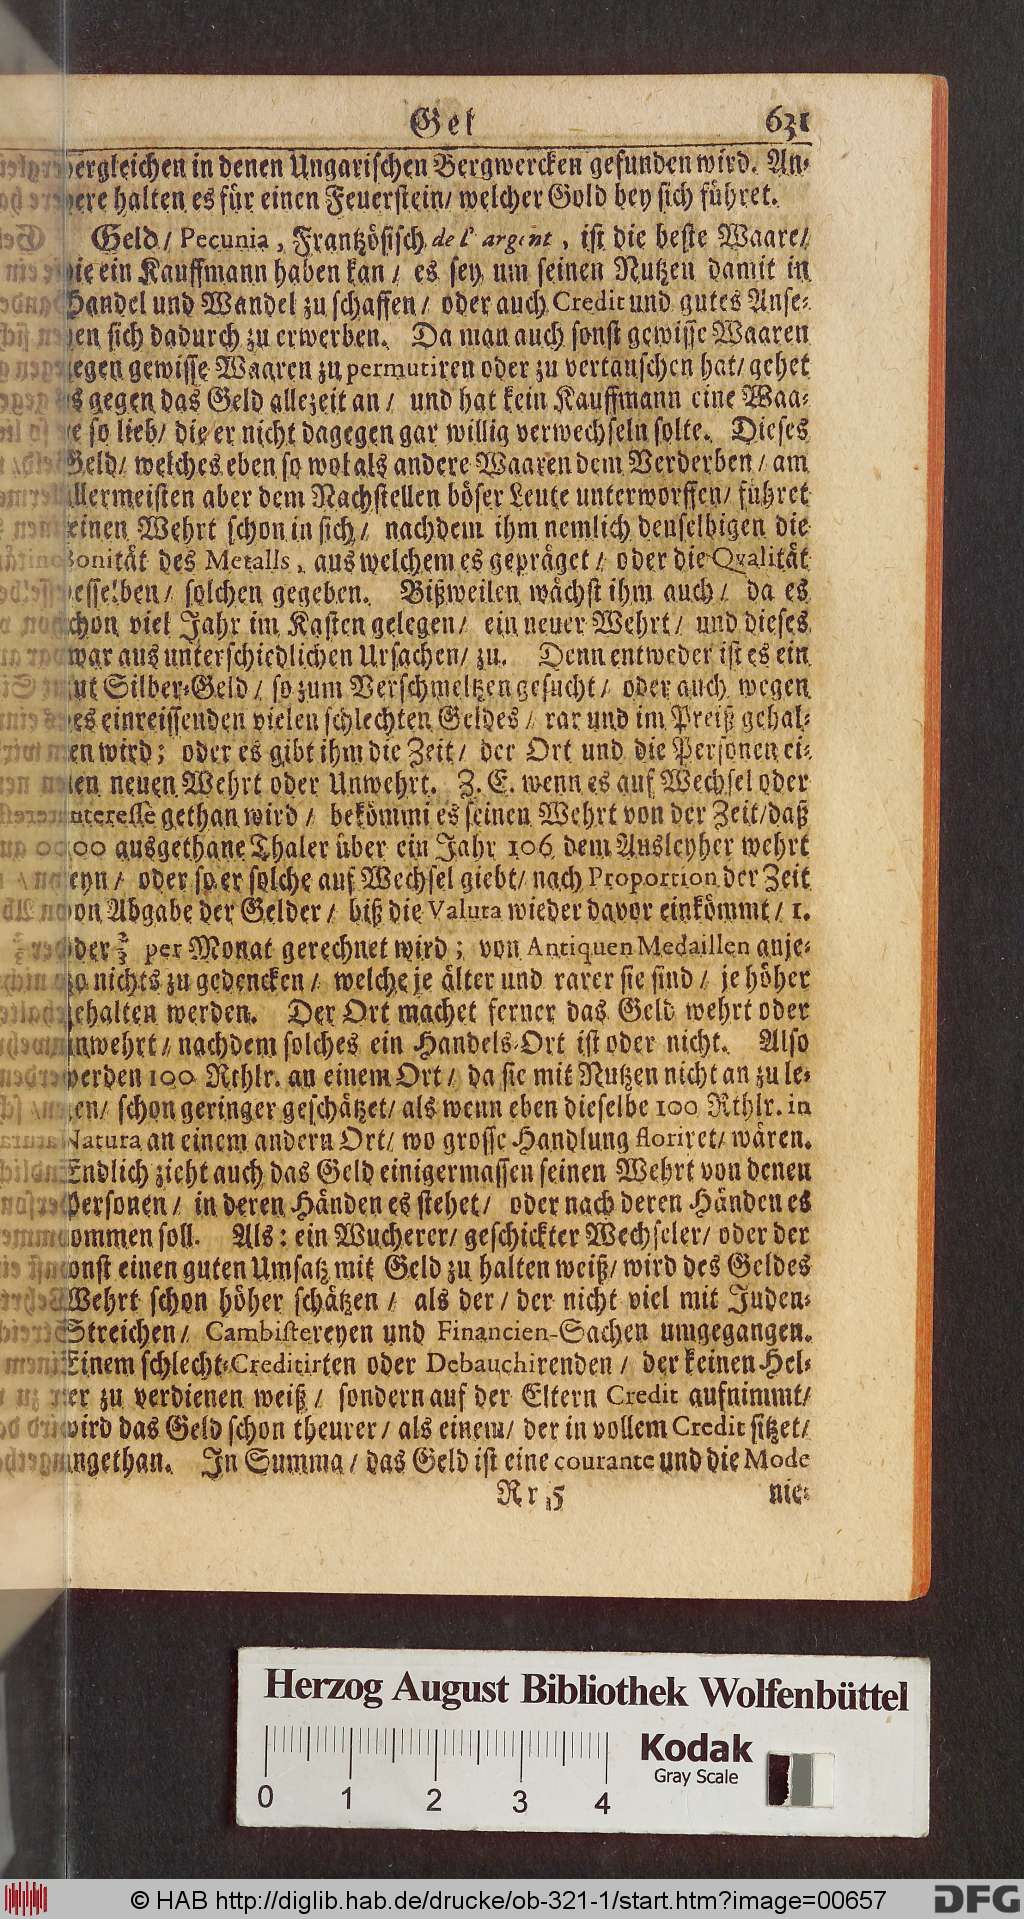 Gel 631
dergleichen in denen Ungarischen Bergwercken gefunden wird. An-
dere halten es für einen Feuerstein/ welcher Gold bey sich führet.
Geld/ Pecunia, Frantzösisch de l' argent, ist die beste Waare/
die ein Kauffmann haben kan/ es sey um seinen Nutzen damit in
Handel und Wandel zu schaffen/ oder auch Credit und gutes Anse-
hen sich dadurch zu erwerben. Da man auch sonst gewisse Waaren
gegen gewisse Waaren zu permutiren oder zu vertauschen hat/ gehet
es gegen das Geld allezeit an/ und hat kein Kauffmann eine Waa-
re so lieb/ die er nicht dagegen gar willig verwechseln solte. Dieses
Geld/ welches eben so wol als andere Waaren dem Verderben/ am
allermeisten aber dem Nachstellen böser Leute unterworffen/ führet
seinen Wehrt schon in sich/ nachdem ihm nemlich denselbigen die
Bonität des Metalls, aus welchem es gepräget/ oder die Qvalität
desselben/ solchen gegeben. Bißweilen wächst ihm auch/ da es
schon viel Jahr im Kasten gelegen/ ein neuer Wehrt/ und dieses
zwar aus unterschiedlichen Ursachen/ zu. Denn entweder ist es ein
gut Silber-Geld/ so zum Verschmeltzen gesucht/ oder auch wegen
des einreissenden vielen schlechten Geldes/ rar und im Preiß gehal-
ten wird; oder es gibt ihm die Zeit/ der Ort und die Personen ei-
nen neuen Wehrt oder Unwehrt. Z. E. wenn es auf Wechsel oder
Interesse gethan wird/ bekömmt es seinen Wehrt von der Zeit/ daß
ausgethane Thaler über ein Jahr 106 dem Ausleyher wehrt
seyn/ oder so er solche auf Wechsel giebt/ nach Proportion der Zeit
von Abgabe der Gelder/ biß die Valuta wieder davor einkömmt/ 1.
oder 2/3 per Monat gerechnet wird; von Antiquen Medaillen anje-
tzo nichts zu gedencken/ welche je älter und rarer sie sind/ je höher
gehalten werden. Der Ort machet ferner das Geld wehrt oder
unwehrt/ nachdem solches ein Handels-Ort ist oder nicht. Also
werden 100 Rthlr. an einem Ort/ da sie mit Nutzen nicht an zu le-
gen/ schon geringer geschätzet/ als wenn eben dieselbe 100 Rthlr. in
Natura an einem andern Ort/ wo grosse Handlung floriret/ wären.
Endlich zieht auch das Geld einigermassen seinen Wehrt von denen
Personen/ in deren Händen es stehet/ oder nach deren Händen es
kommen soll. Als: ein Wucherer/ geschickter Wechseler/ oder der
sonst einen guten Umsatz mit Geld zu halten weiß/ wird des Geldes
Wehrt schon höher schätzen/ als der/ der nicht viel mit Juden-
Streichen/ Cambistereyen und Financien-Sachen umgegangen.
Einem schlecht-Creditirten oder Debauchirenden/ der keinen Hel-
ler zu verdienen weiß/ sondern auf der Eltern Credit aufnimmt/
wird das Geld schon theurer/ als einem/ der in vollem Credit sitzet/
angethan. In Summa/ das Geld ist eine courante und die Mode
Rr 5 nie-
Herzog August Bibliothek Wolfenbüttel
Kodak
Gray Scale
0 1 2 3 4
© HAB http://diglib.hab.de/drucke/ob-321-1/start.htm?image=00657
DFG